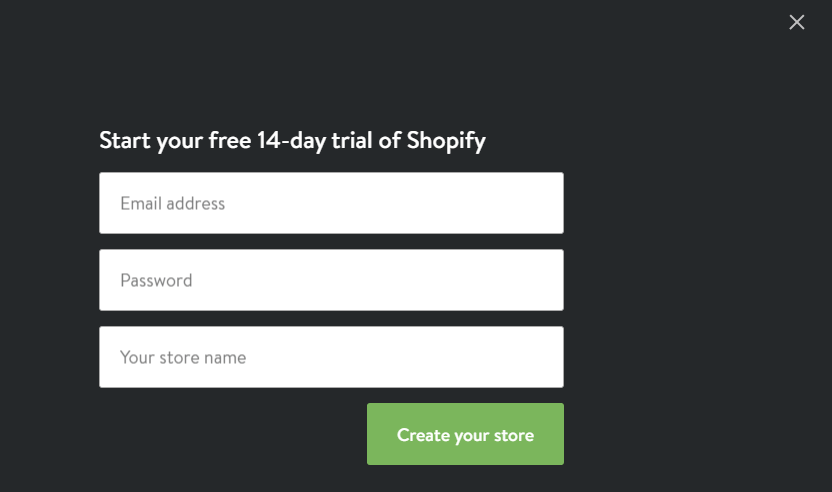 Start your free 14-day trial of Shopify
Email address
Password
Your store name
Create your store